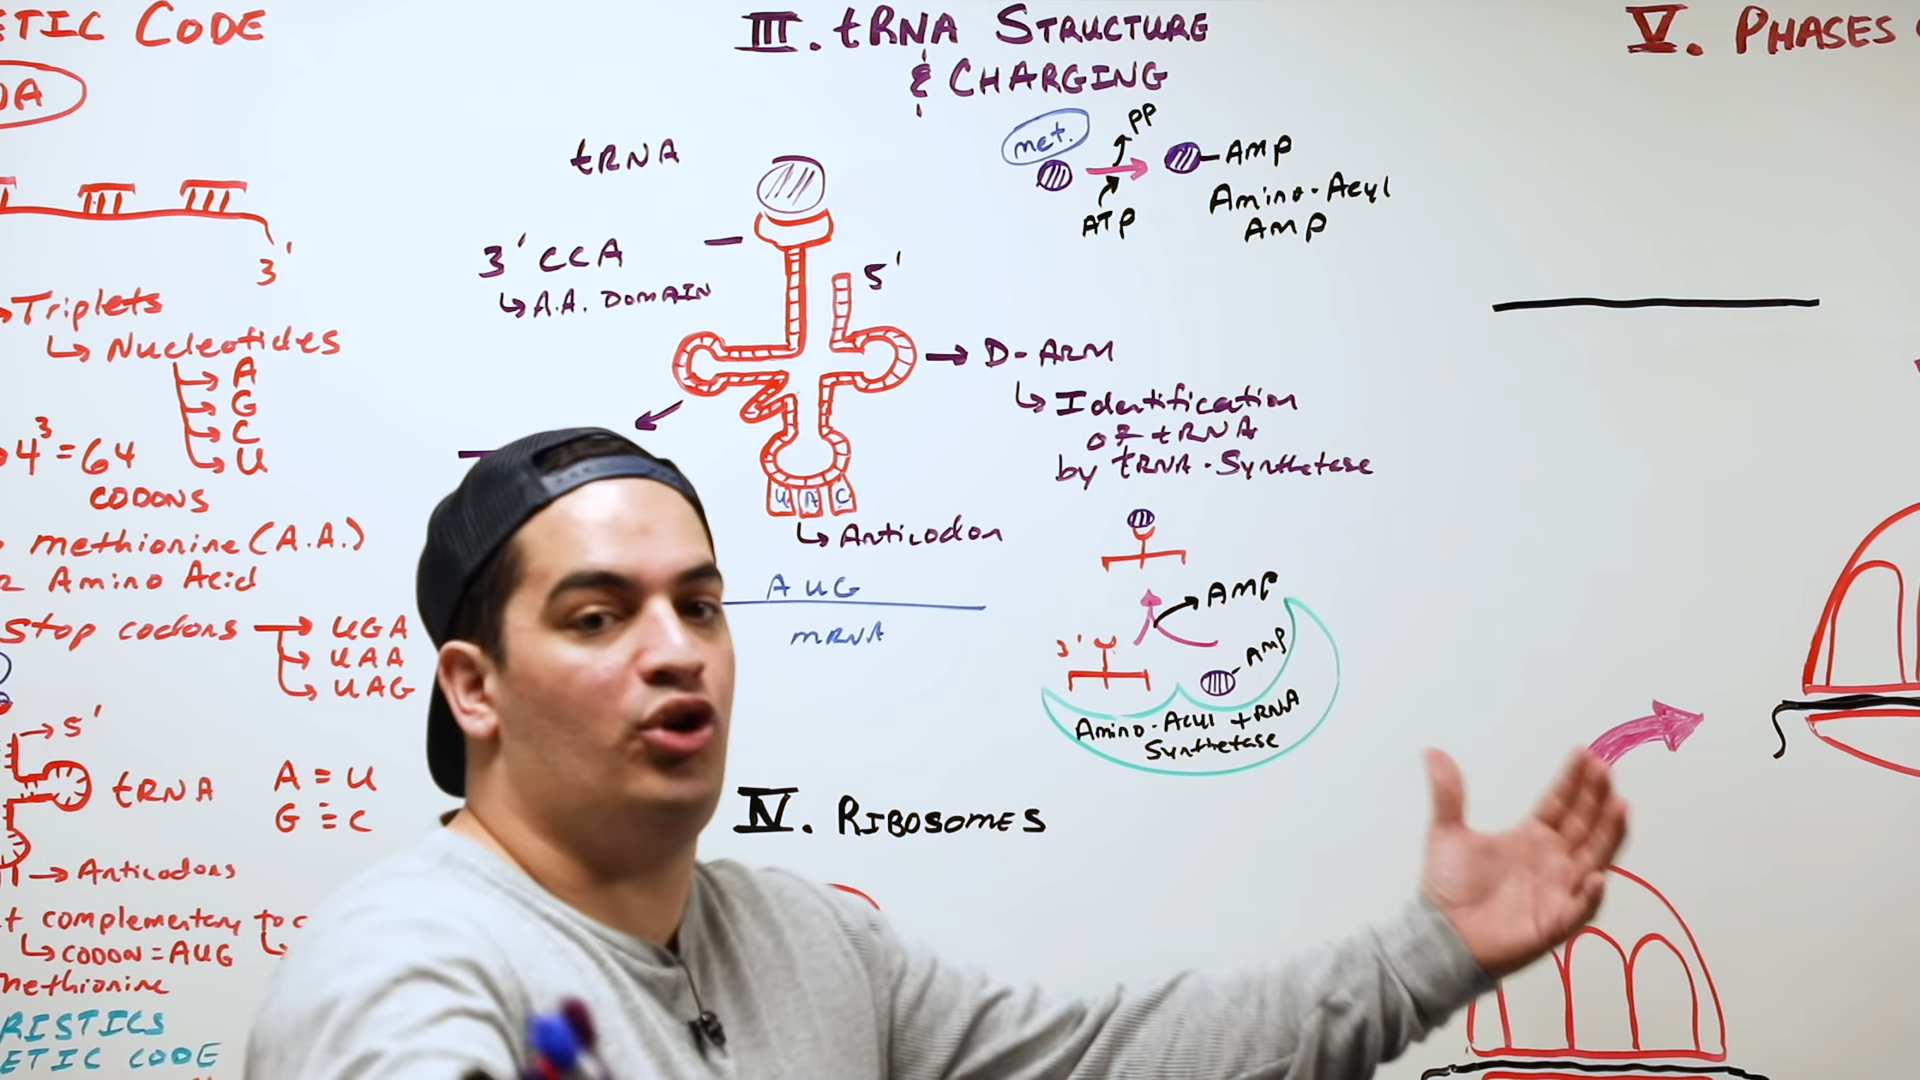 ETIC CODE
DA
3'
Triplets
Nucleotides
A
G
C
U
4³ = 64
CODONS
methionine (A.A.)
Amino Acid
Stop codons
UGA
UAA
UAG
5'
tRNA
A = U
G ≡ C
Anticodons
complementary to c
CODON = AUG
methionine
RISTICS
ETIC CODE
III. tRNA STRUCTURE
& CHARGING
tRNA
3' CCA
A.A. DOMAIN
5'
D-ARM
Identification
of tRNA
by tRNA-Synthetase
U A C
Anticodon
AUG
mRNA
met.
PP
ATP
AMP
Amino-Acyl
AMP
AMP
3'
AMP
Amino-Acyl tRNA
Synthetase
IV. RIBOSOMES
V. PHASES